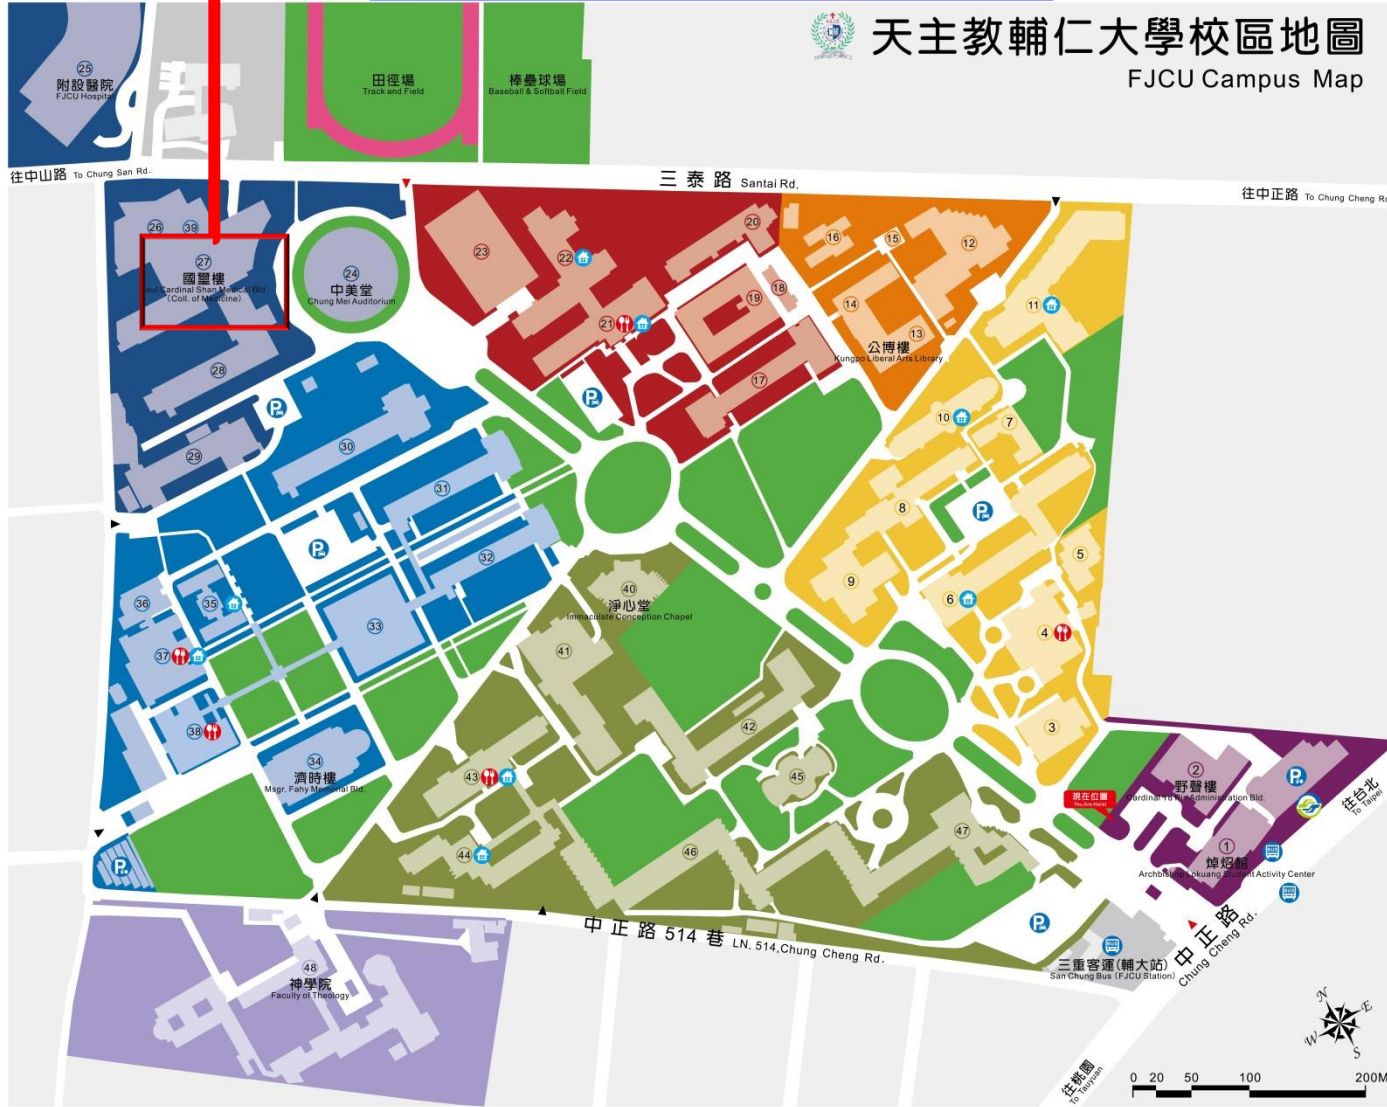 天主教輔仁大學校區地圖
FJCU Campus Map
25
附設醫院
FJCU Hospital
田徑場
Track and Field
棒壘球場
Baseball & Softball Field
往中山路 To Chung San Rd.
三泰路 Santai Rd.
往中正路 To Chung Cheng Rd
26
39
27
國璽樓
Cardinal Shan Medical Bld.
(Coll. of Medicine)
24
中美堂
Chung Mei Auditorium
23
22
20
21
19
18
17
16
15
12
14
13
公博樓
Kungpo Liberal Arts Library
11
28
29
30
31
32
10
7
8
9
5
6
4
3
36
35
37
33
38
34
濟時樓
Msgr. Fahy Memorial Bld.
40
淨心堂
Immaculate Conception Chapel
41
42
43
44
45
46
47
現在位置
You Are Here!
2
野聲樓
Cardinal Yü Pin Administration Bld.
1
焯炤館
Archbishop Lokuang Student Activity Center
往台北
To Taipei
BUS
BUS
BUS
三重客運(輔大站)
San Chung Bus (FJCU Station)
中正路
Chung Cheng Rd.
中正路 514 巷 LN. 514,Chung Cheng Rd.
48
神學院
Faculty of Theology
往桃園
To Tauyuan
N
E
W
S
0 20 50 100 200M
P
P
P
P
P
P
P